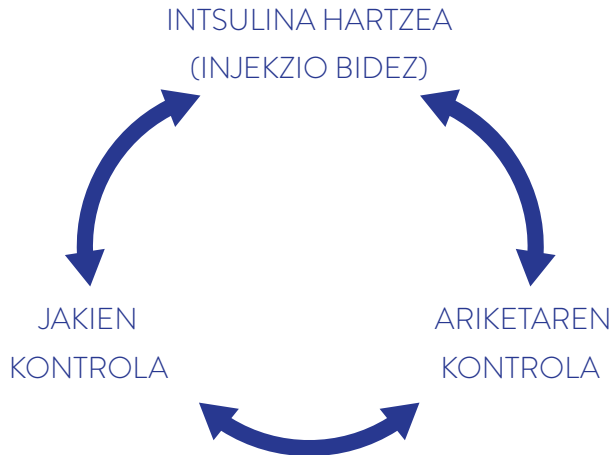 INTSULINA HARTZEA
(INJEKZIO BIDEZ)
JAKIEN
KONTROLA
ARIKETAREN
KONTROLA